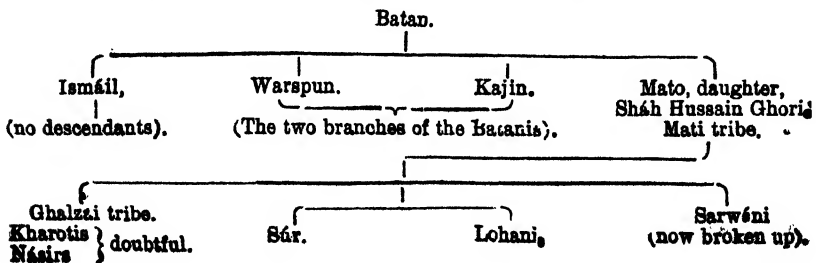 Batan.
Ismáil, Warspun. Kajin. Mato, daughter,
Sháh Hussain Ghori,
(no descendants). (The two branches of the Batanis). Mati tribe.
Ghalzai tribe. Sarwáni
Kharotis } doubtful. Súr. Lohani, (now broken up).
Násirs